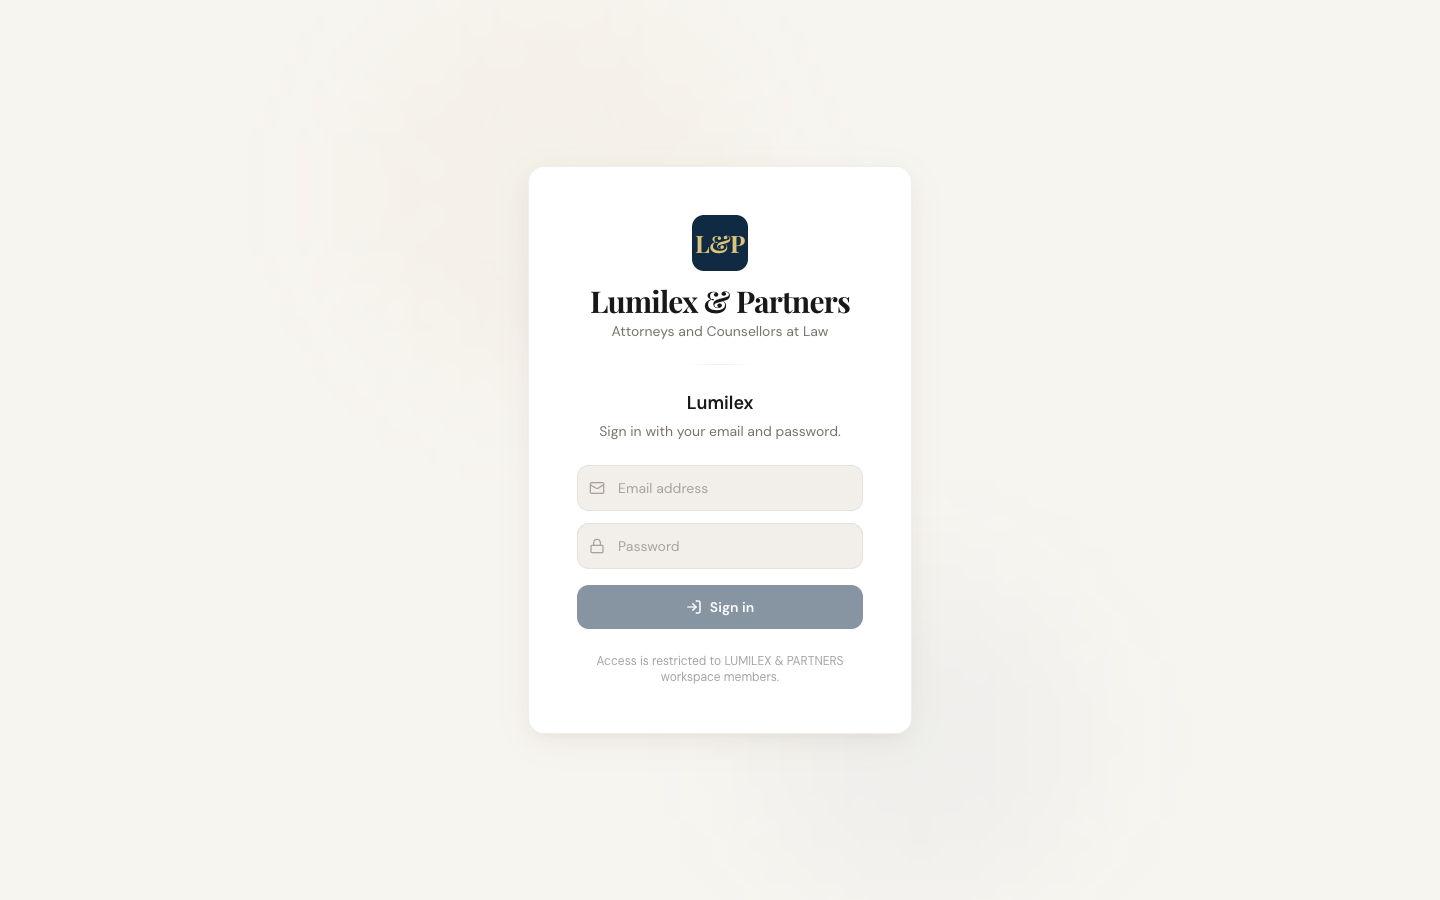 L&P
Lumilex & Partners
Attorneys and Counsellors at Law
Lumilex
Sign in with your email and password.
Email address
Password
Sign in
Access is restricted to LUMILEX & PARTNERS
workspace members.